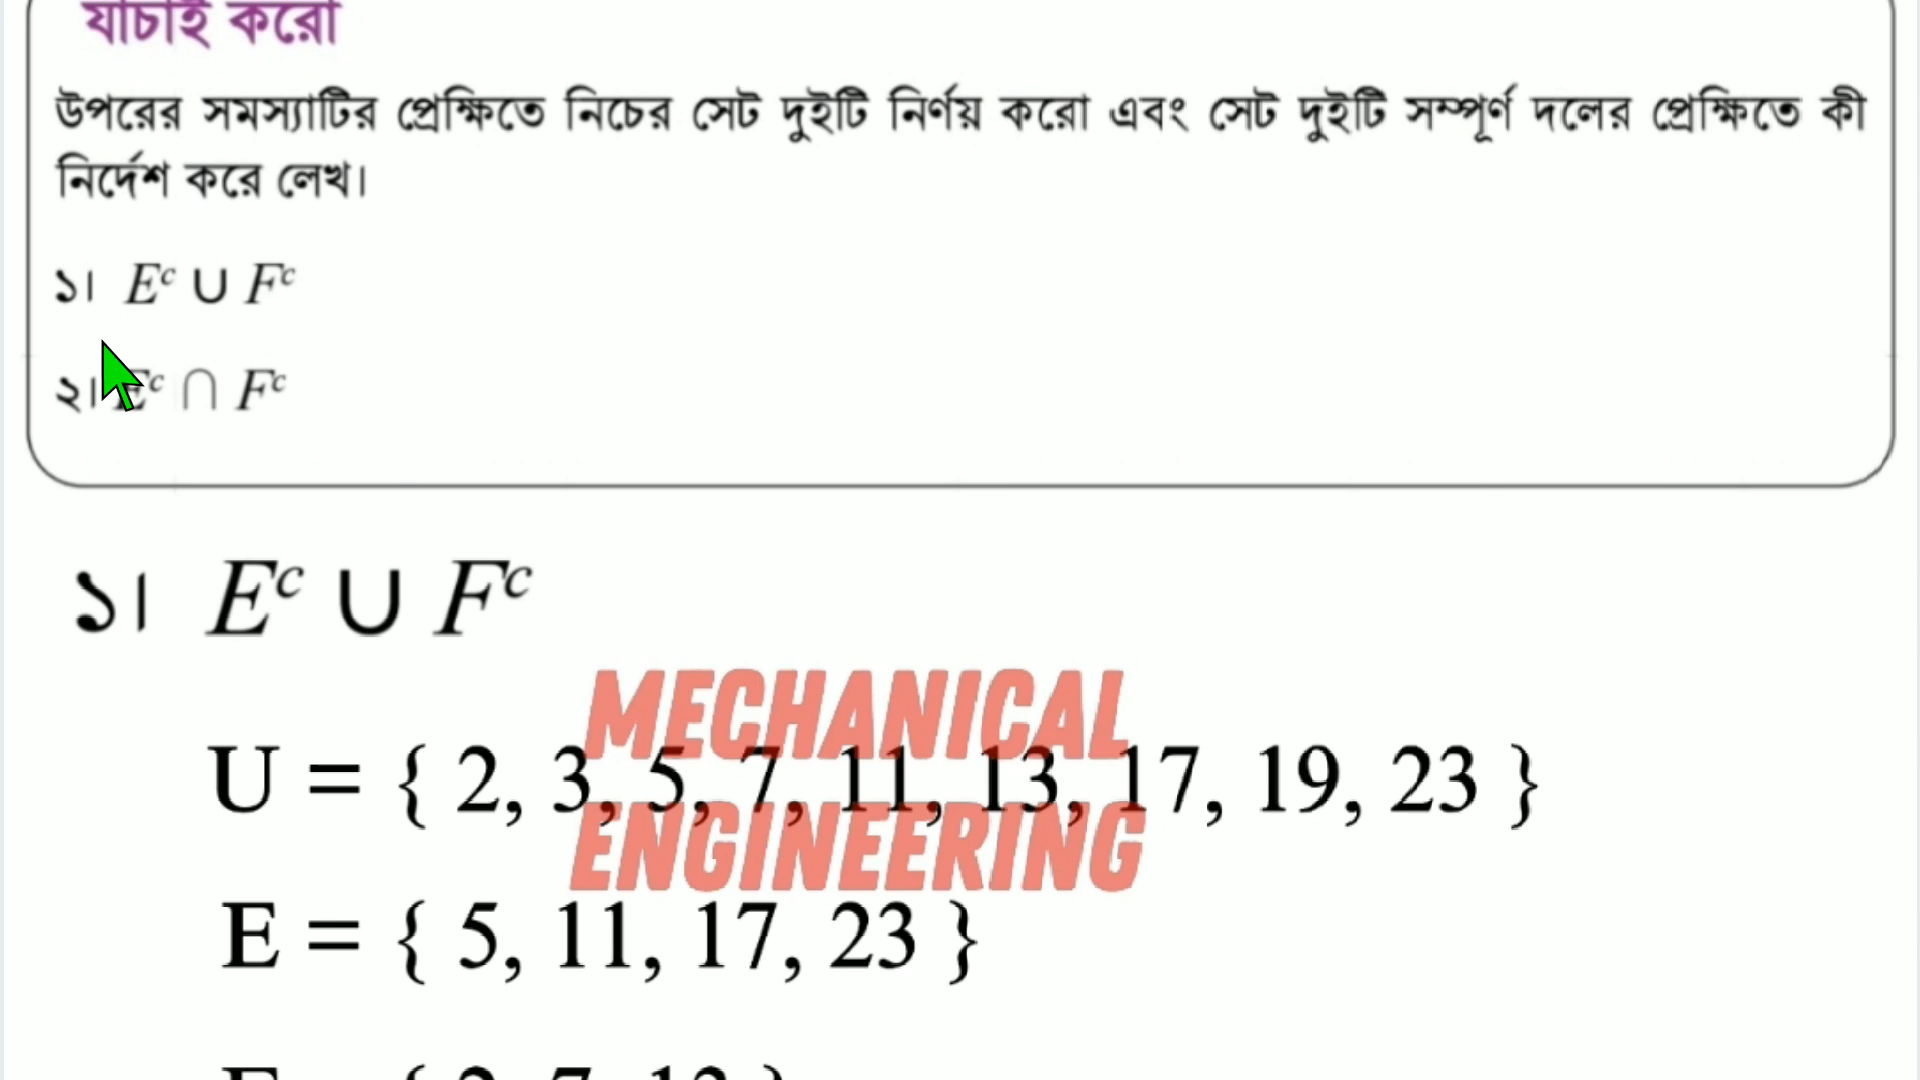 যাচাই করো
উপরের সমস্যাটির প্রেক্ষিতে নিচের সেট দুইটি নির্ণয় করো এবং সেট দুইটি সম্পূর্ণ দলের প্রেক্ষিতে কী
নির্দেশ করে লেখ।
১। Eᶜ ∪ Fᶜ
২। Eᶜ ∩ Fᶜ
১। Eᶜ ∪ Fᶜ
MECHANICAL
U = { 2, 3, 5, 7, 11, 13, 17, 19, 23 }
ENGINEERING
E = { 5, 11, 17, 23 }